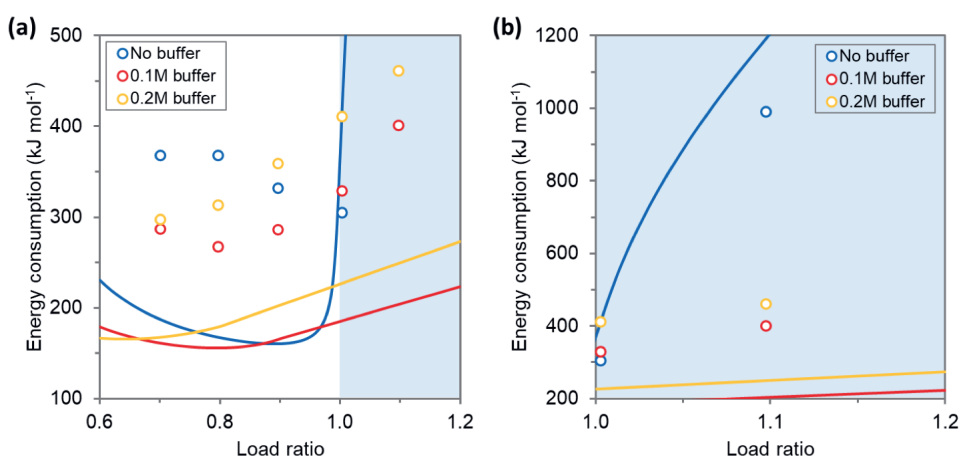 (a)
500
400
300
200
100
Energy consumption (kJ mol⁻¹)
No buffer
0.1M buffer
0.2M buffer
0.6
0.8
1.0
1.2
Load ratio
(b)
1200
1000
800
600
400
200
Energy consumption (kJ mol⁻¹)
No buffer
0.1M buffer
0.2M buffer
1.0
1.1
1.2
Load ratio